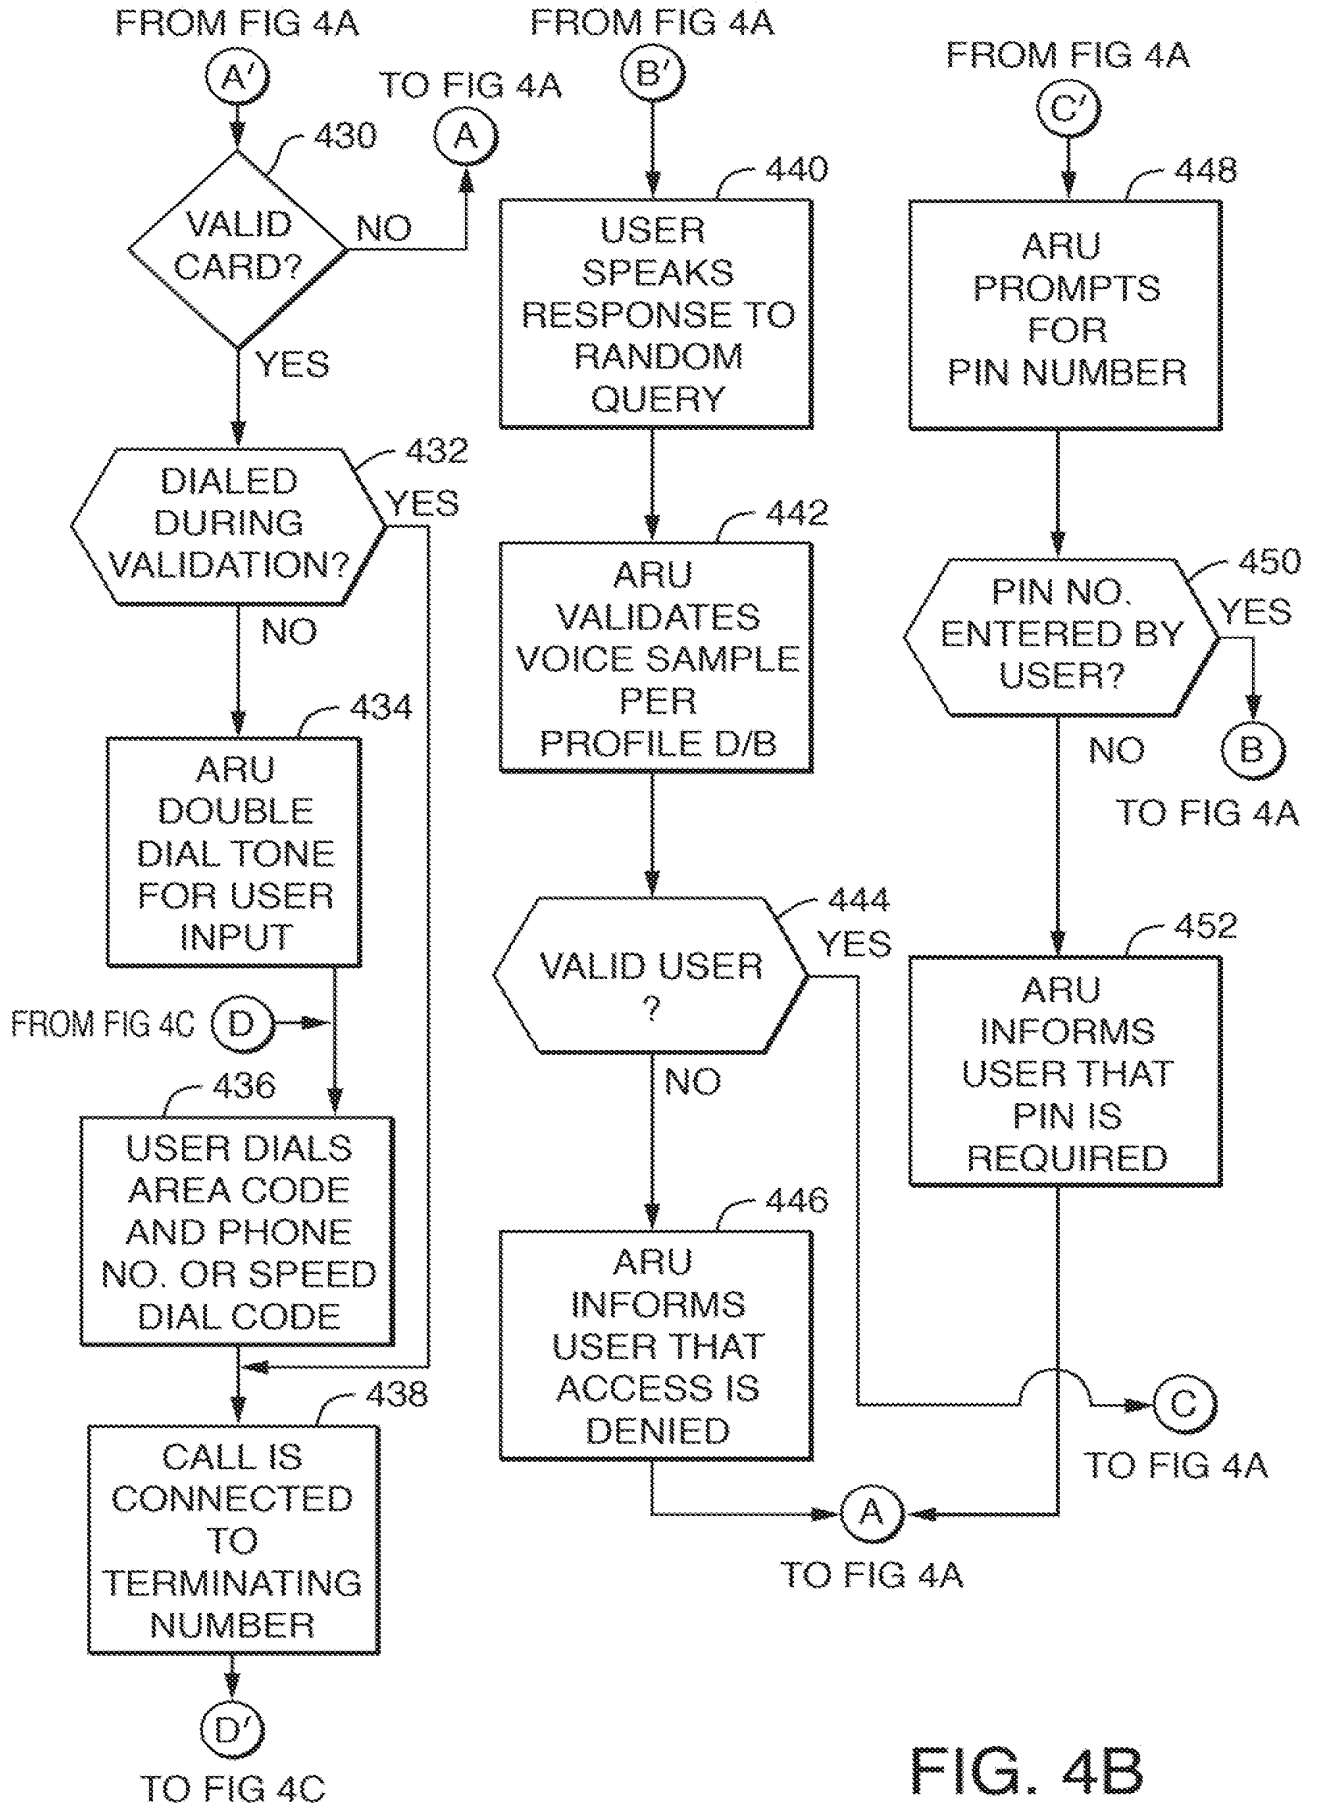 FROM FIG 4A
A'
430
TO FIG 4A
A
VALID
CARD?
NO
YES
432
DIALED
DURING
VALIDATION?
YES
NO
434
ARU
DOUBLE
DIAL TONE
FOR USER
INPUT
FROM FIG 4C
D
436
USER DIALS
AREA CODE
AND PHONE
NO. OR SPEED
DIAL CODE
438
CALL IS
CONNECTED
TO
TERMINATING
NUMBER
D'
TO FIG 4C
FROM FIG 4A
B'
440
USER
SPEAKS
RESPONSE TO
RANDOM
QUERY
442
ARU
VALIDATES
VOICE SAMPLE
PER
PROFILE D/B
444
VALID USER
?
YES
NO
446
ARU
INFORMS
USER THAT
ACCESS IS
DENIED
A
TO FIG 4A
FROM FIG 4A
C'
448
ARU
PROMPTS
FOR
PIN NUMBER
450
PIN NO.
ENTERED BY
USER?
YES
B
TO FIG 4A
NO
452
ARU
INFORMS
USER THAT
PIN IS
REQUIRED
C
TO FIG 4A
FIG. 4B